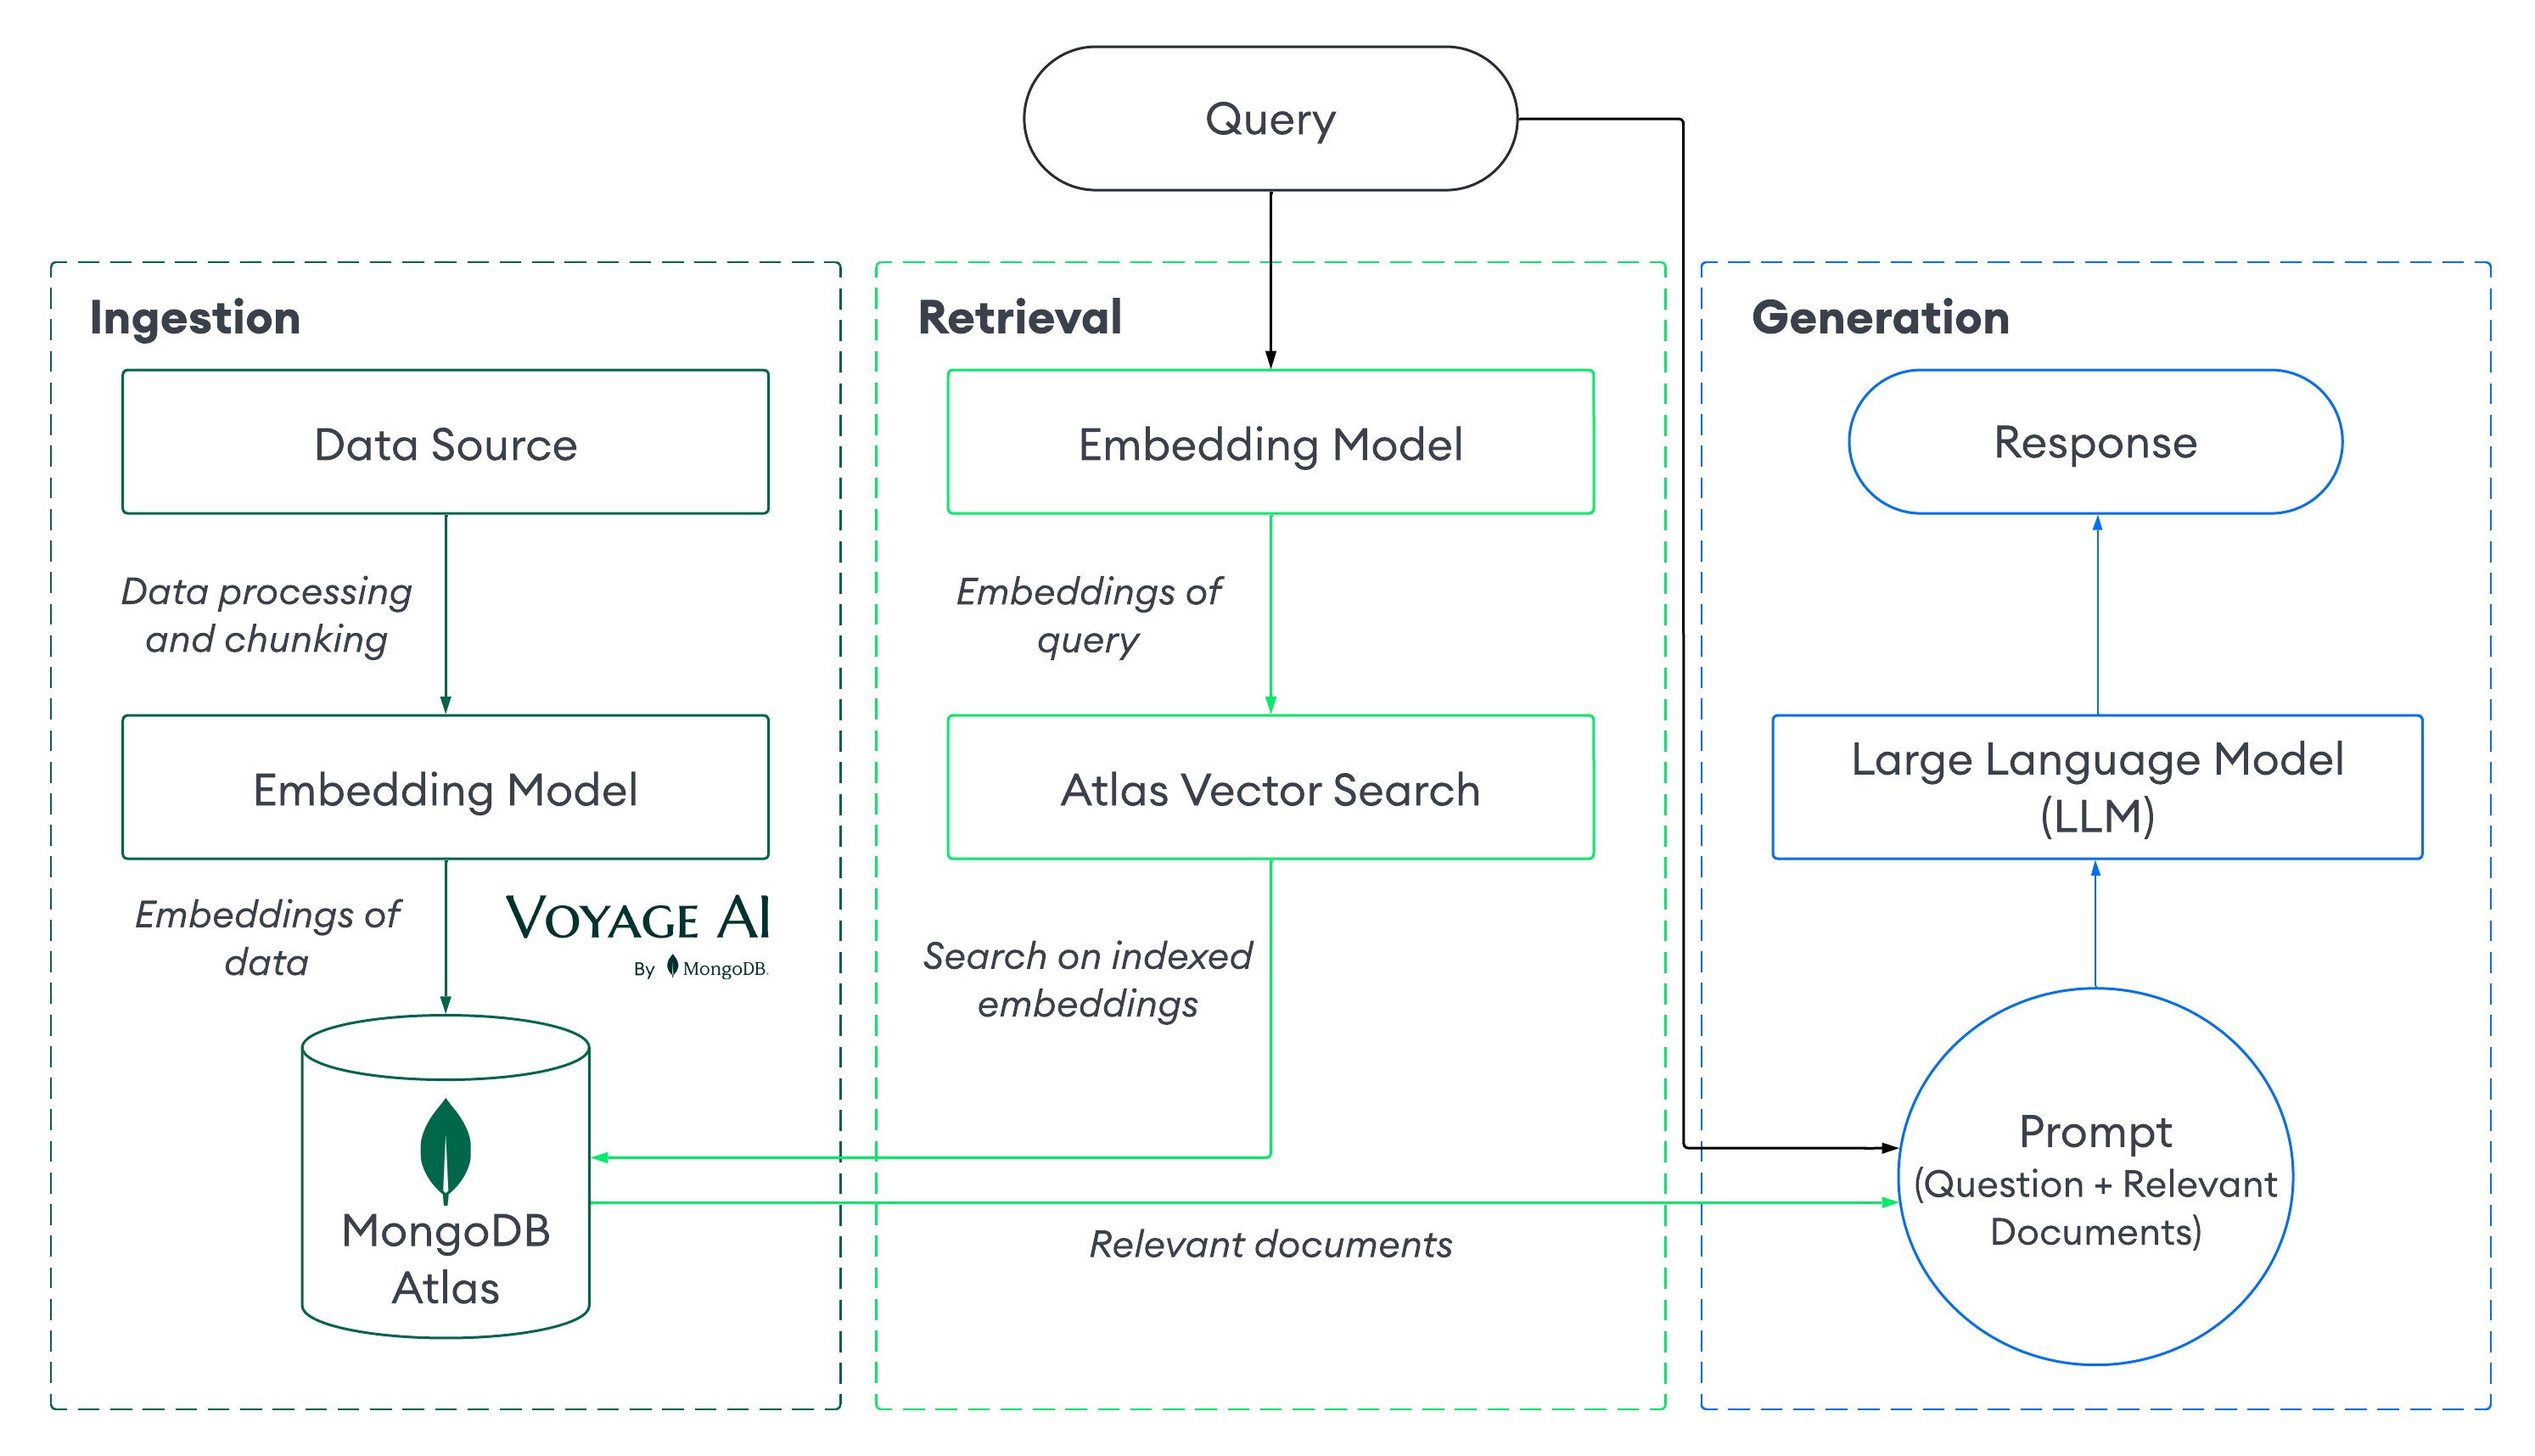 Query
Ingestion
Data Source
Data processing
and chunking
Embedding Model
Embeddings of
data
VOYAGE AI
By MongoDB.
MongoDB
Atlas
Retrieval
Embedding Model
Embeddings of
query
Atlas Vector Search
Search on indexed
embeddings
Relevant documents
Generation
Response
Large Language Model
(LLM)
Prompt
(Question + Relevant
Documents)